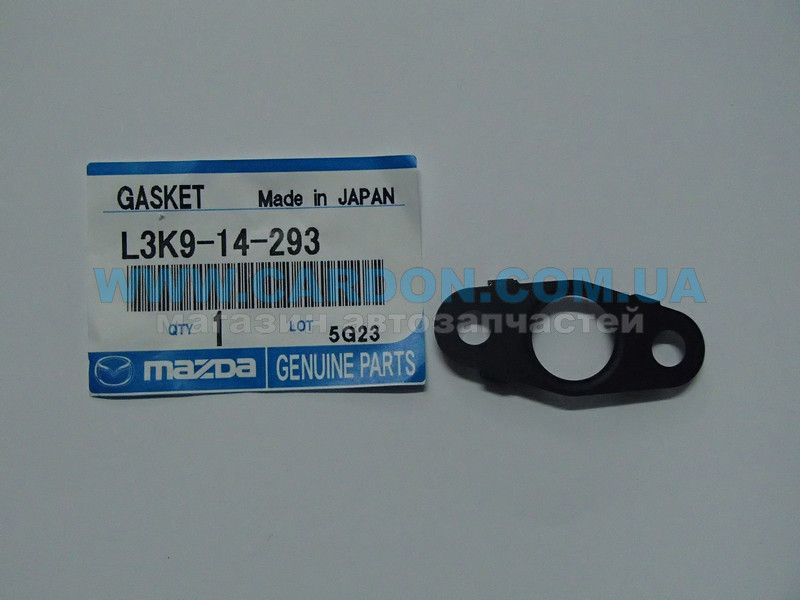 GASKET Made in JAPAN
L3K9-14-293
WWW.CARDON.COM.UA
магазин автозапчастей
QTY 1 LOT 5G23
mazda GENUINE PARTS